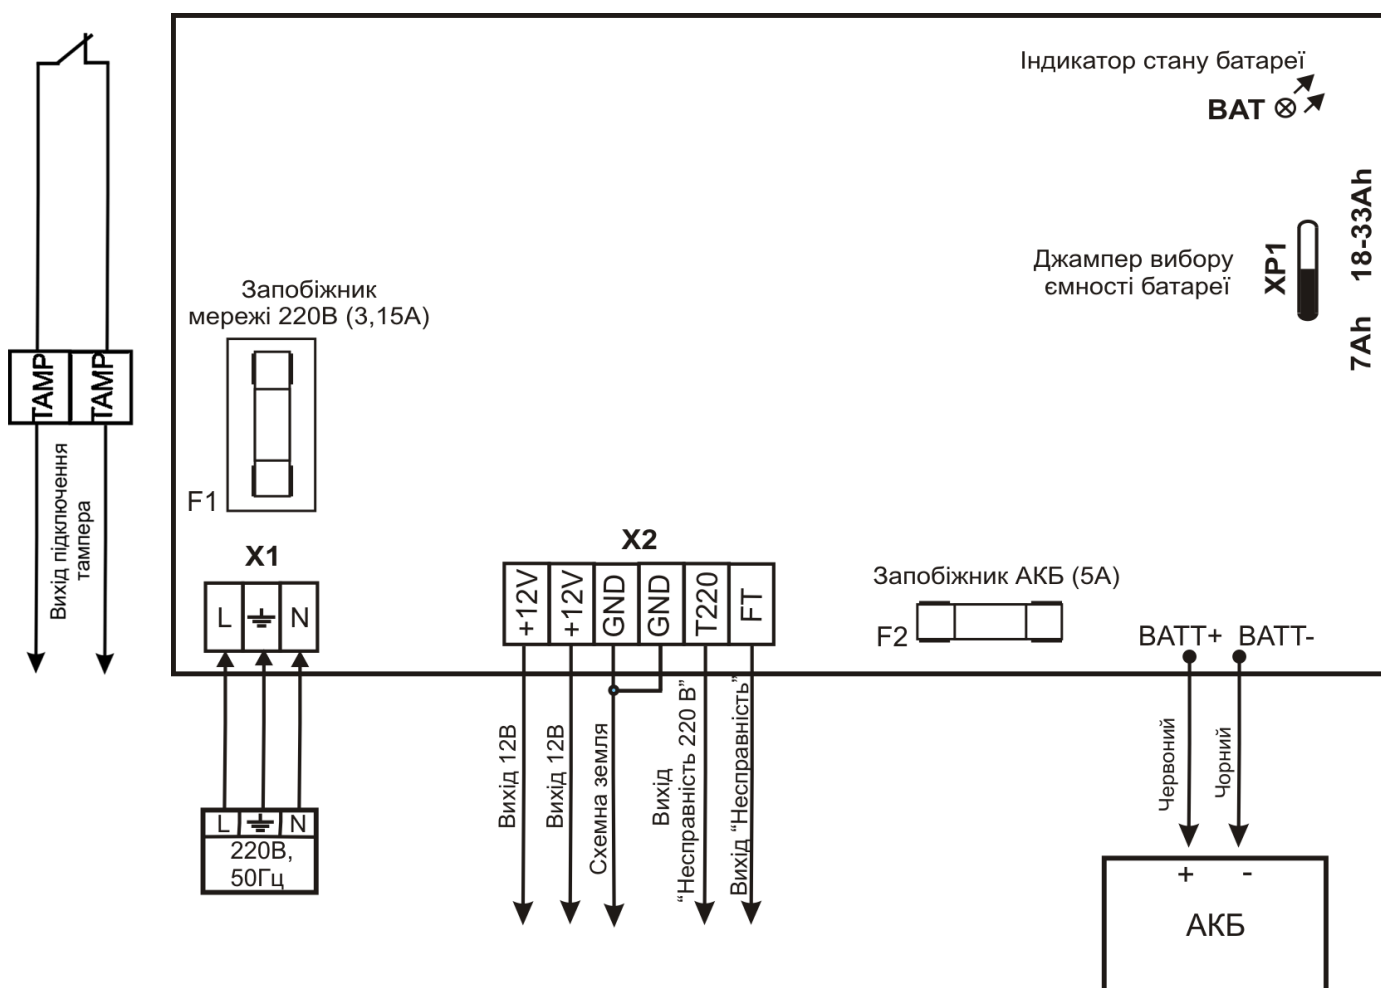 Індикатор стану батареї
BAT
18-33Ah
7Ah
XP1
Джампер вибору
ємності батареї
Запобіжник
мережі 220В (3,15А)
F1
TAMP
TAMP
Вихід підключення
тампера
X1
L
N
L
N
220В,
50Гц
X2
+12V
+12V
GND
GND
T220
FT
Вихід 12В
Вихід 12В
Схемна земля
Вихід
“Несправність 220 В”
Вихід “Несправність”
Запобіжник АКБ (5А)
F2
BATT+
BATT-
Червоний
Чорний
+
-
АКБ